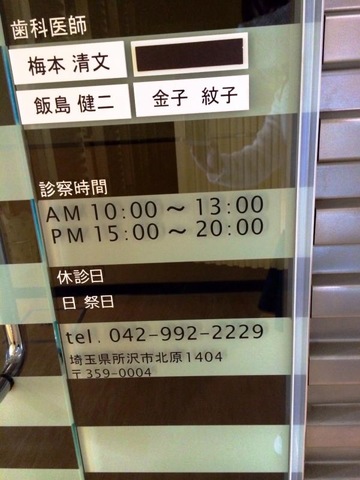 歯科医師
梅本 清文
飯島 健二 金子 紋子
診察時間
AM 10:00 〜 13:00
PM 15:00 〜 20:00
休診日
日 祭日
tel. 042-992-2229
埼玉県所沢市北原1404
〒359-0004